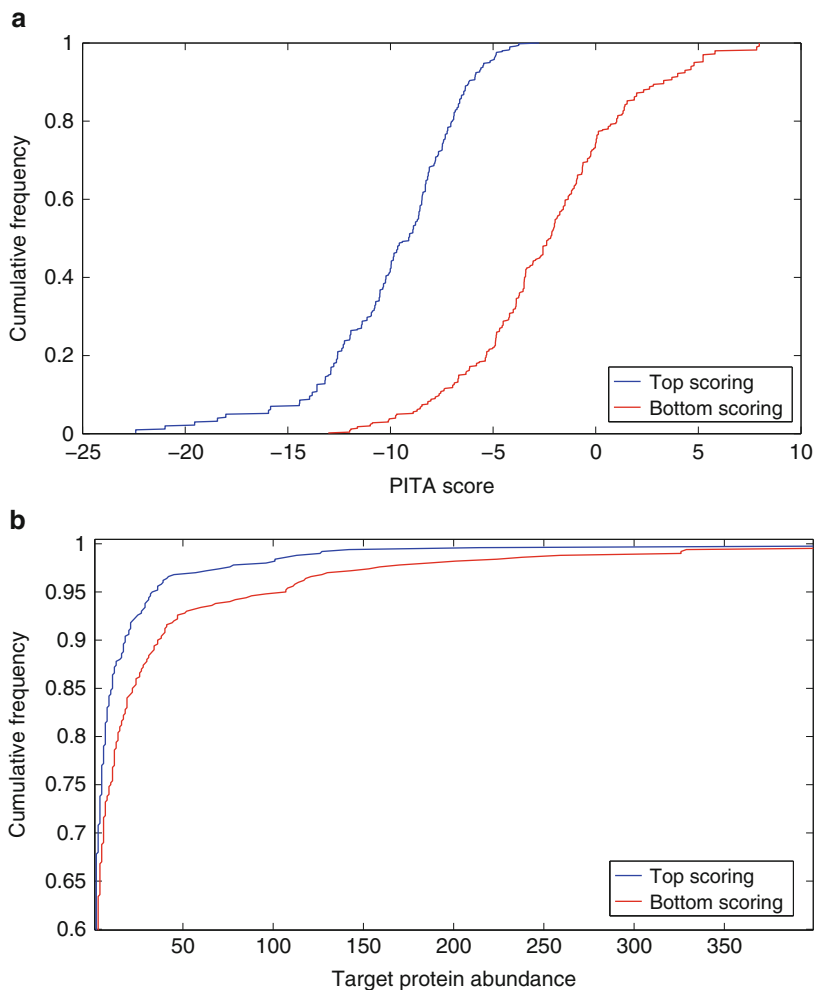 a
1
0.8
0.6
0.4
0.2
0
Cumulative frequency
−25 −20 −15 −10 −5 0 5 10
PITA score
Top scoring
Bottom scoring
b
1
0.95
0.9
0.85
0.8
0.75
0.7
0.65
0.6
Cumulative frequency
50 100 150 200 250 300 350
Target protein abundance
Top scoring
Bottom scoring